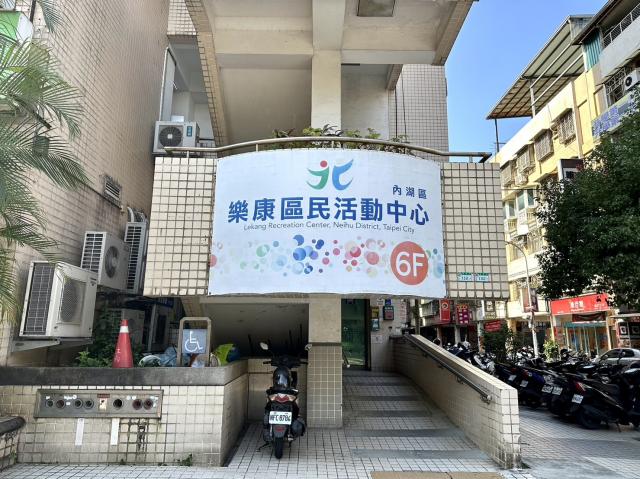 內湖區
樂康區民活動中心
Lekang Recreation Center, Neihu District, Taipei City
6F